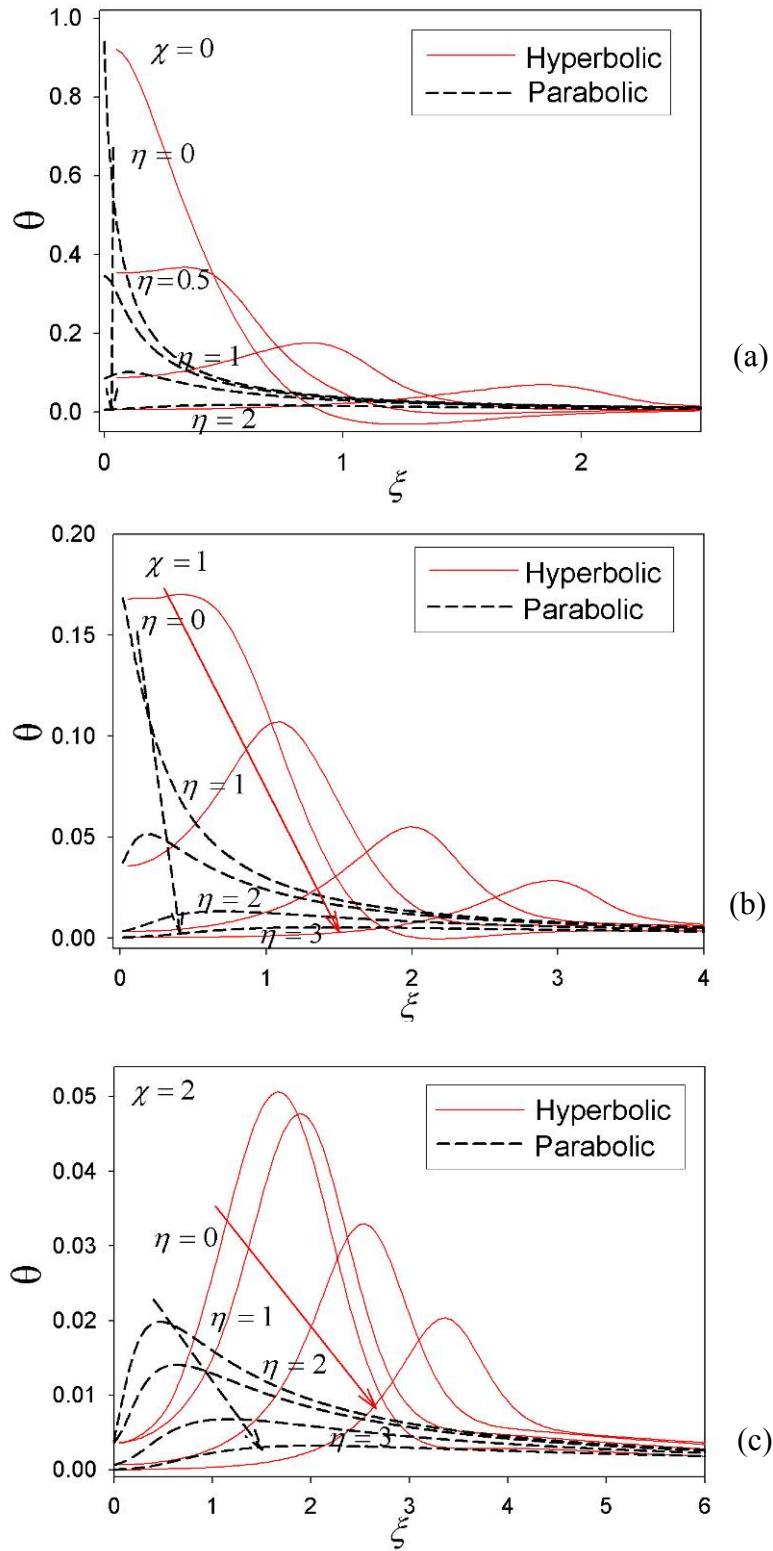 1.0
χ = 0
Hyperbolic
Parabolic
0.8
η = 0
0.6
θ
0.4
η=0.5
0.2
η = 1
(a)
0.0
η = 2
0
1
2
ξ
0.20
χ = 1
Hyperbolic
Parabolic
0.15
η = 0
θ
0.10
η = 1
0.05
η = 2
(b)
0.00
η = 3
0
1
2
3
4
ξ
χ = 2
Hyperbolic
Parabolic
0.05
0.04
0.03
η = 0
θ
0.02
η = 1
η = 2
0.01
η = 3
(c)
0.00
0
1
2
3
4
5
6
ξ